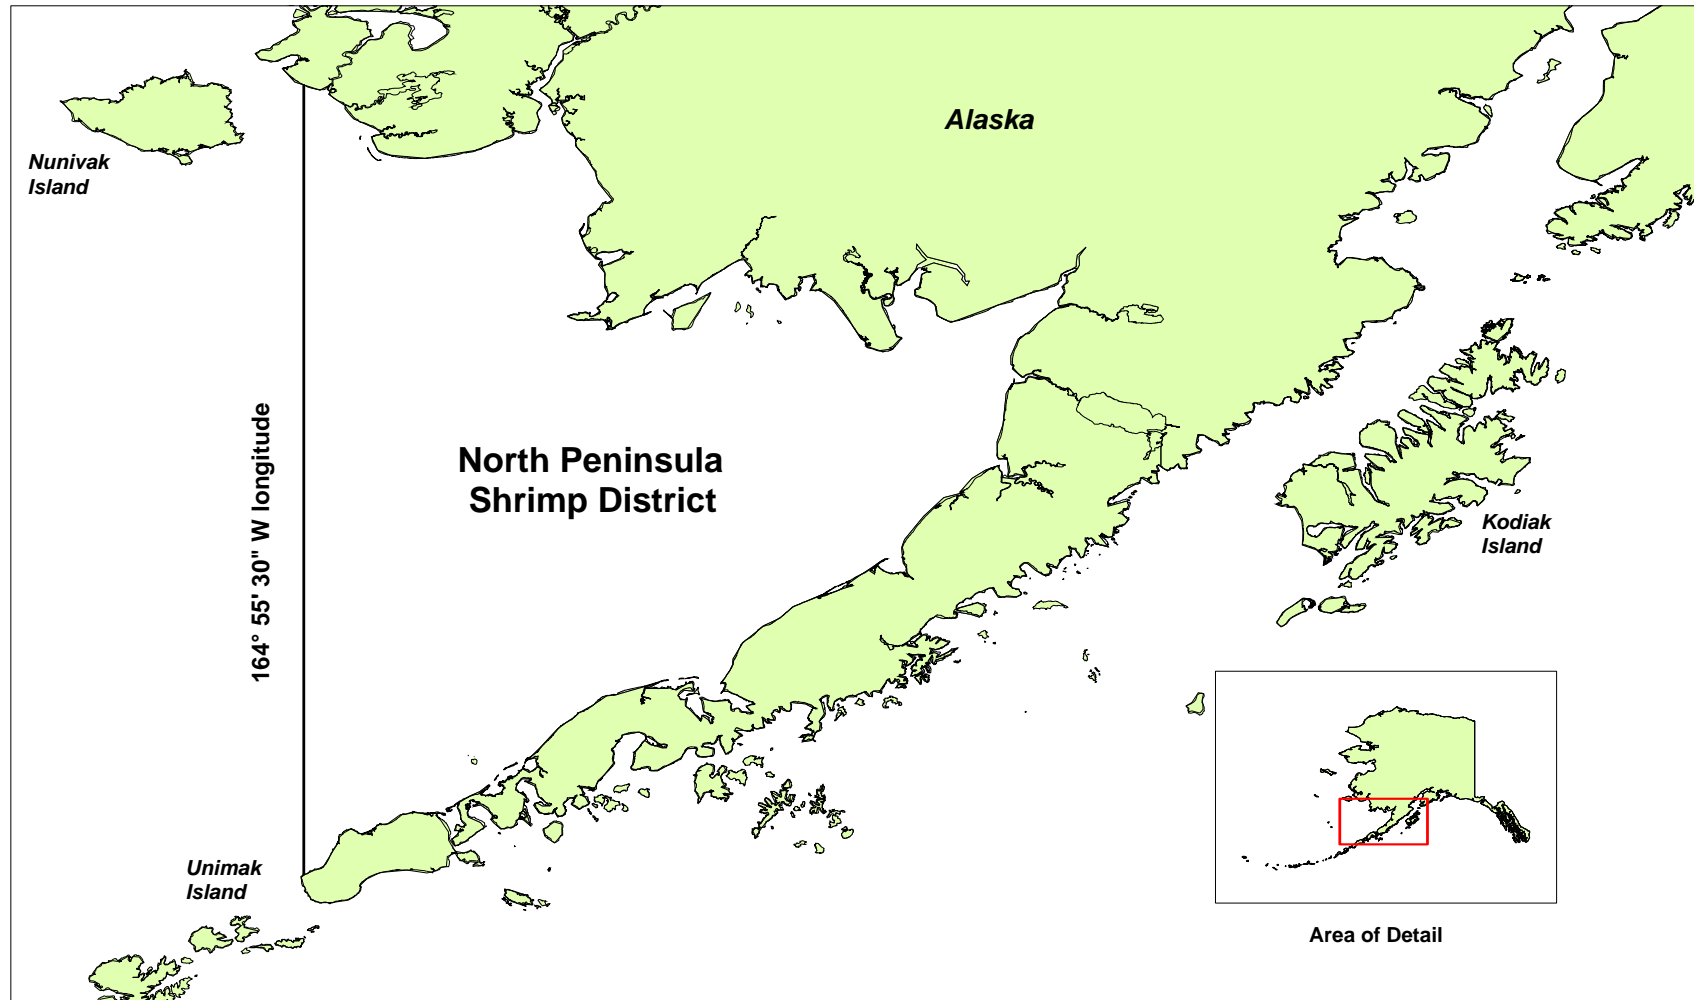 Alaska
Nunivak
Island
164° 55' 30" W longitude
North Peninsula
Shrimp District
Kodiak
Island
Unimak
Island
Area of Detail